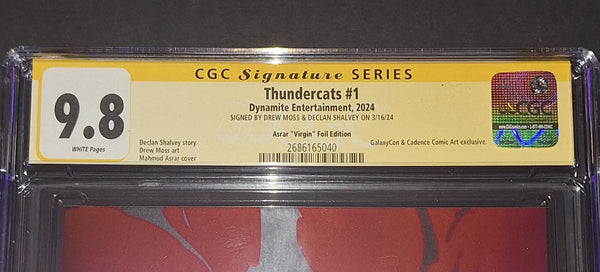 CGC Signature SERIES
Thundercats #1
Dynamite Entertainment, 2024
SIGNED BY DREW MOSS & DECLAN SHALVEY ON 3/16/24
Asrar "Virgin" Foil Edition
9.8
WHITE Pages
Declan Shalvey story
Drew Moss art
Mahmud Asrar cover
2686165040
GalaxyCon & Cadence Comic Art exclusive.
CGC